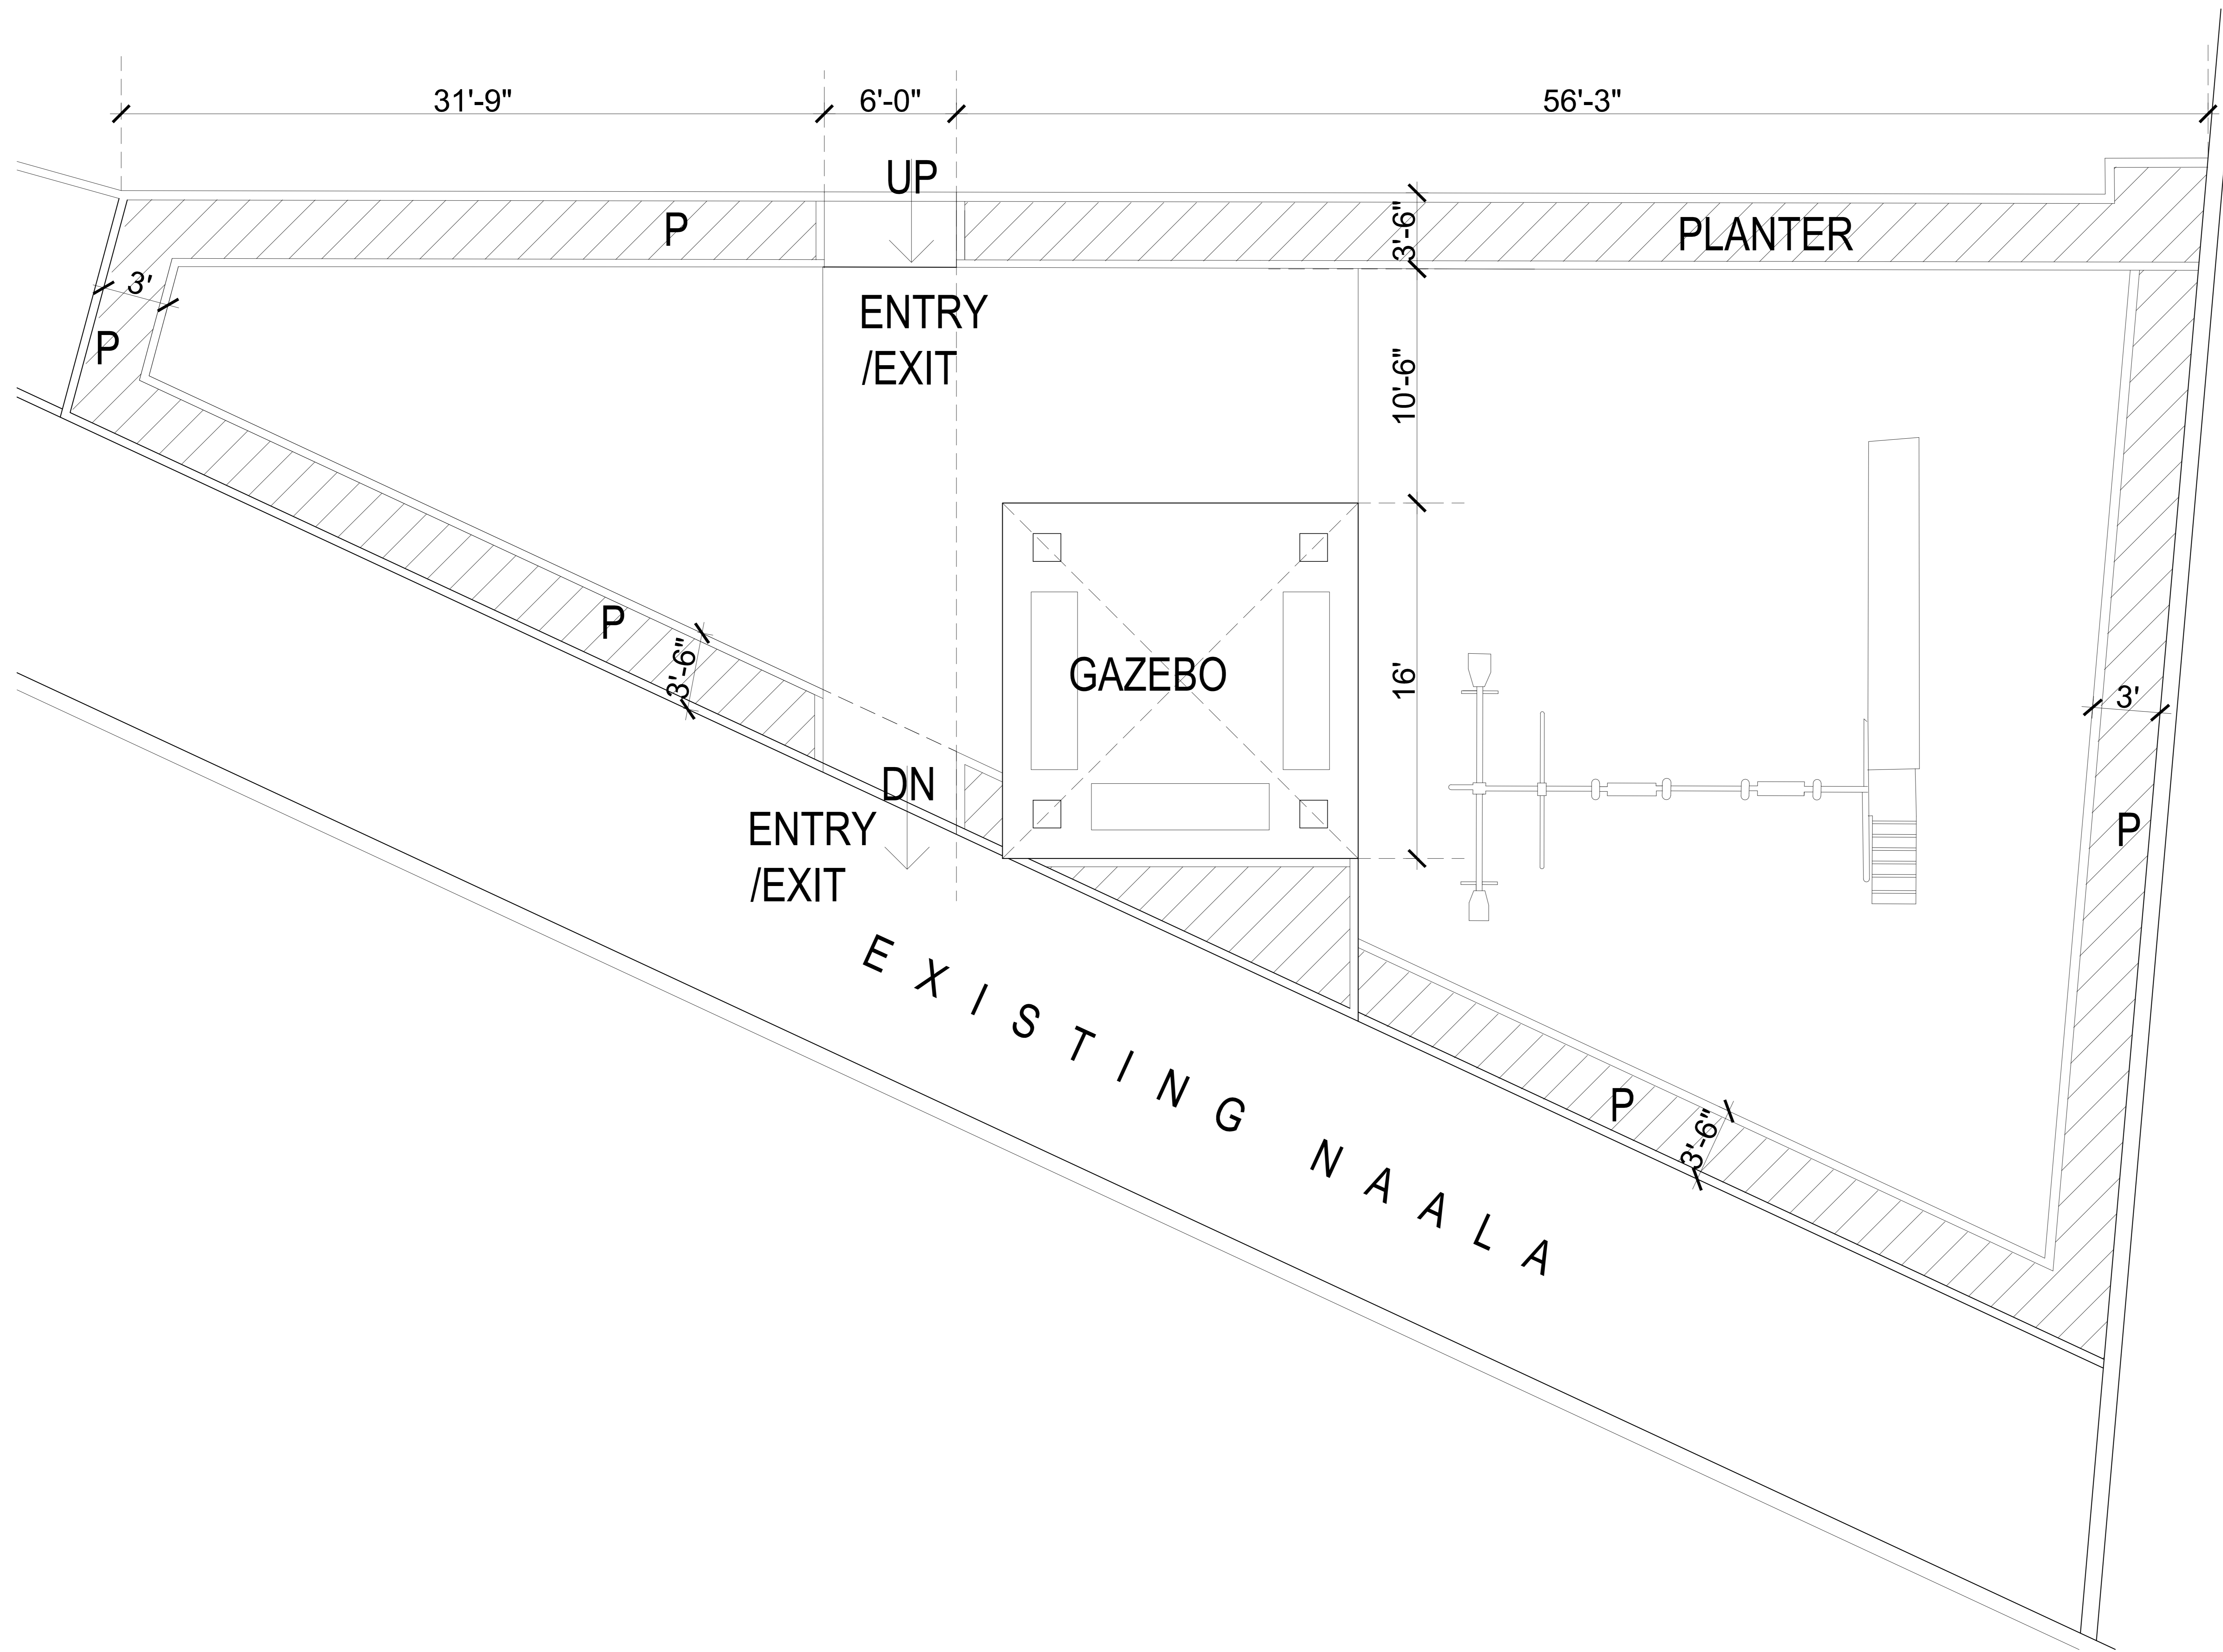 31'-9"
6'-0"
56'-3"
UP
P
3'-6"
PLANTER
3'
P
ENTRY
/EXIT
10'-6"
P
3'-6"
GAZEBO
16'
3'
DN
ENTRY
/EXIT
P
EXISTING NAALA
P
3'-6"